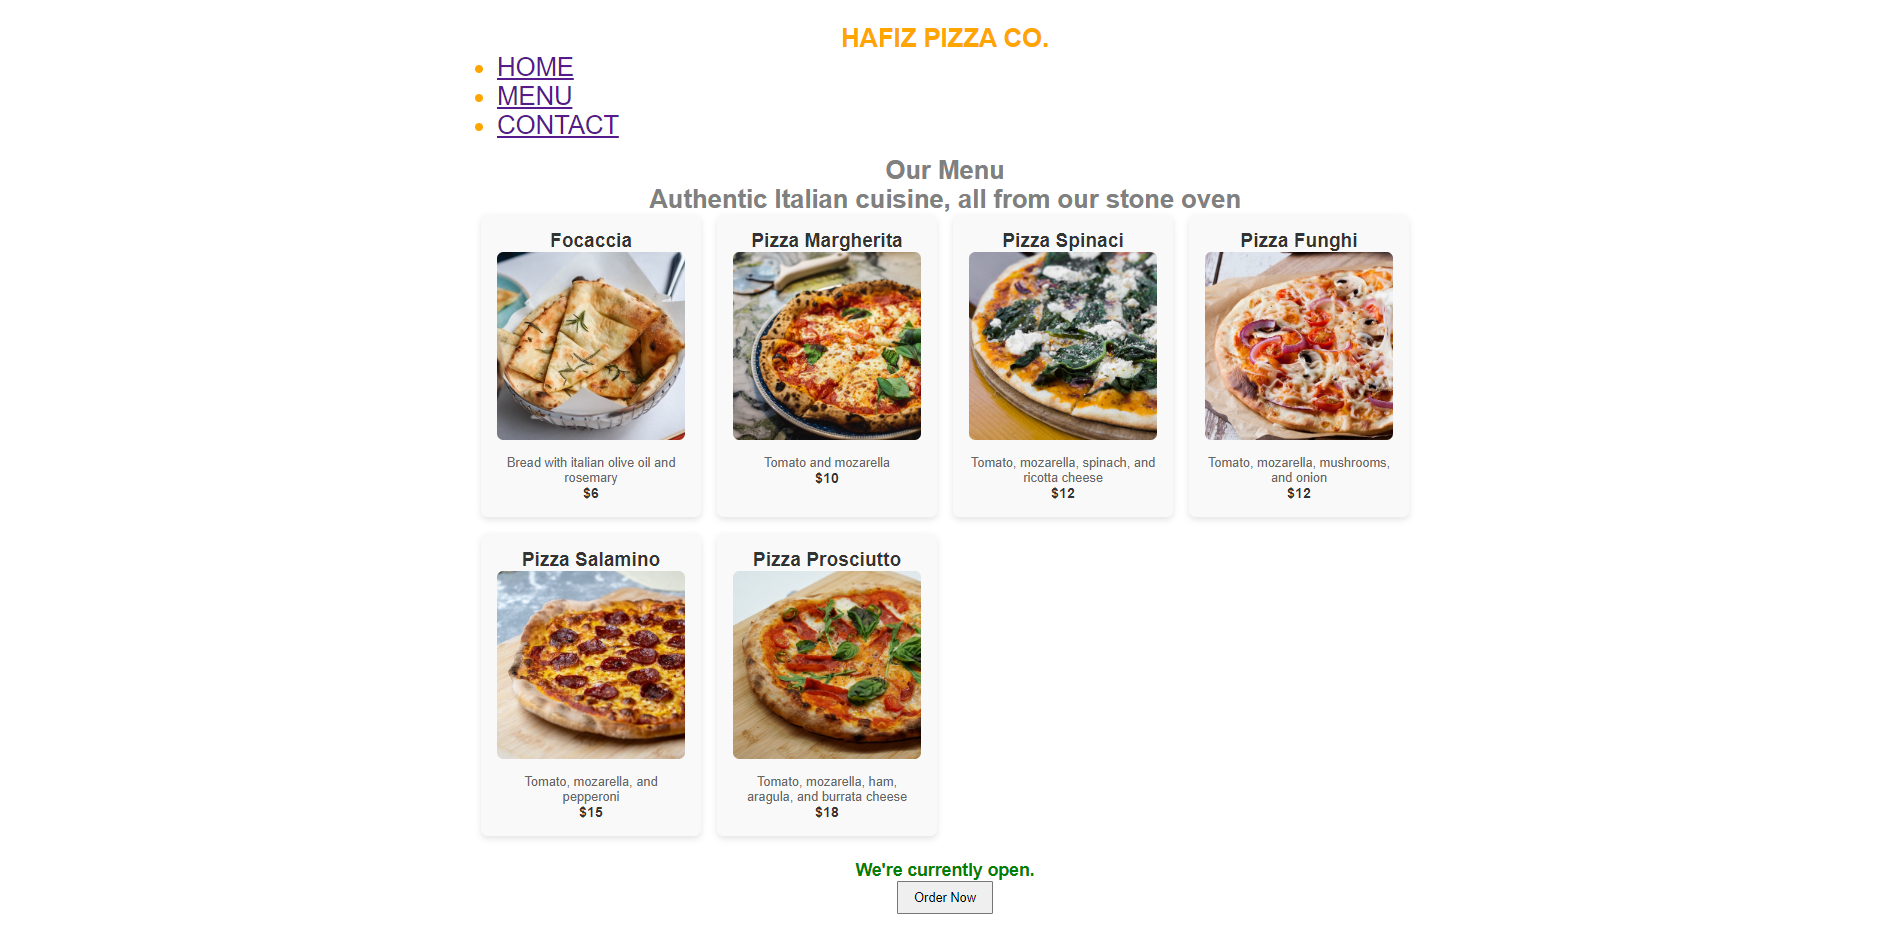 HAFIZ PIZZA CO.
HOME
MENU
CONTACT
Our Menu
Authentic Italian cuisine, all from our stone oven
Focaccia
Bread with italian olive oil and
rosemary
$6
Pizza Margherita
Tomato and mozarella
$10
Pizza Spinaci
Tomato, mozarella, spinach, and
ricotta cheese
$12
Pizza Funghi
Tomato, mozarella, mushrooms,
and onion
$12
Pizza Salamino
Tomato, mozarella, and
pepperoni
$15
Pizza Prosciutto
Tomato, mozarella, ham,
aragula, and burrata cheese
$18
We're currently open.
Order Now